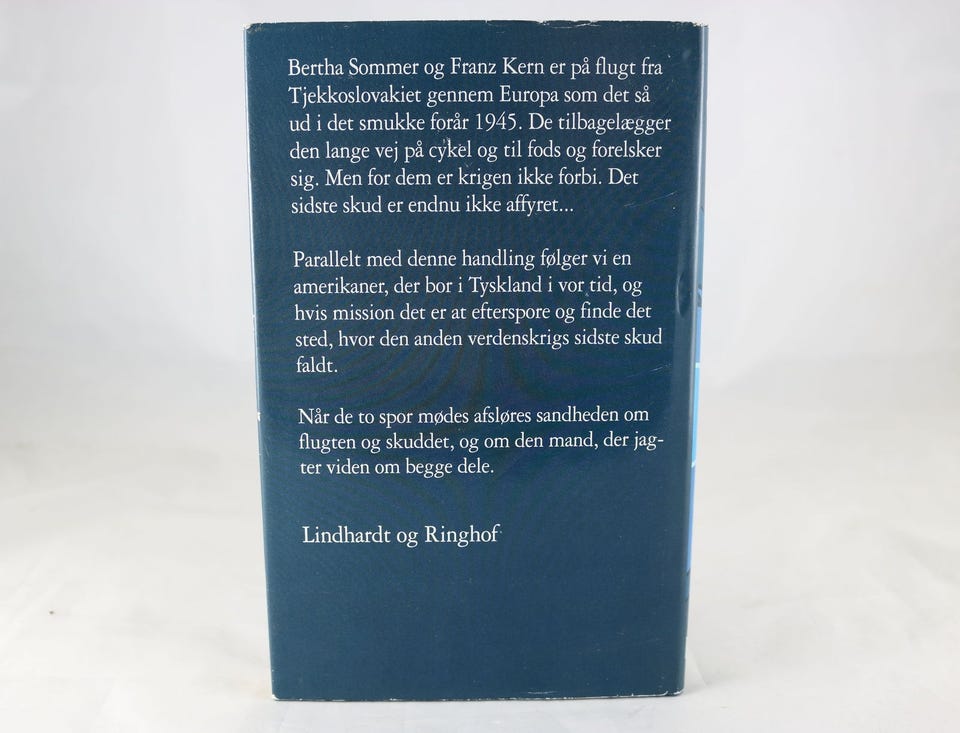 Bertha Sommer og Franz Kern er på flugt fra
Tjekkoslovakiet gennem Europa som det så
ud i det smukke forår 1945. De tilbagelægger
den lange vej på cykel og til fods og forelsker
sig. Men for dem er krigen ikke forbi. Det
sidste skud er endnu ikke affyret...
Parallelt med denne handling følger vi en
amerikaner, der bor i Tyskland i vor tid, og
hvis mission det er at efterspore og finde det
sted, hvor den anden verdenskrigs sidste skud
faldt.
Når de to spor mødes afsløres sandheden om
flugten og skuddet, og om den mand, der jag-
ter viden om begge dele.
Lindhardt og Ringhof